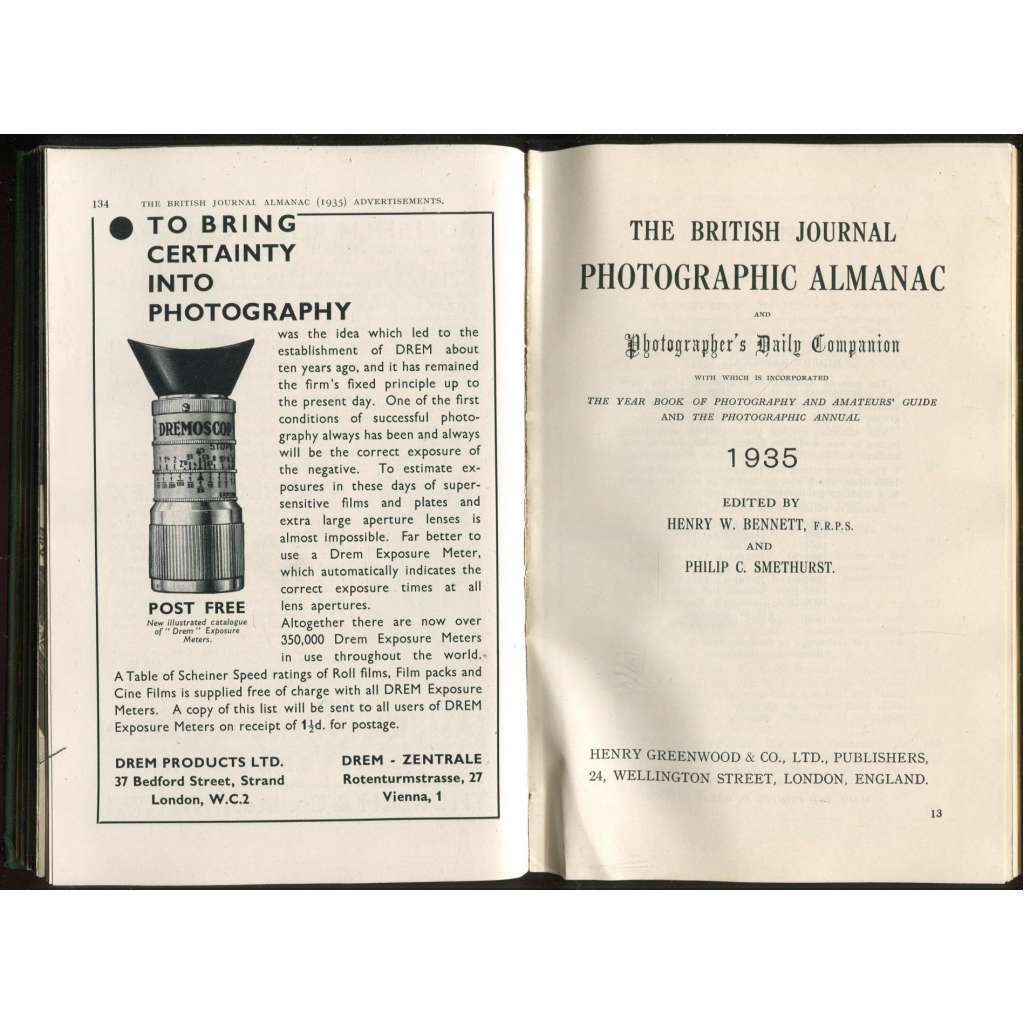 134 THE BRITISH JOURNAL ALMANAC (1935) ADVERTISEMENTS.
TO BRING
CERTAINTY
INTO
PHOTOGRAPHY
was the idea which led to the
establishment of DREM about
ten years ago, and it has remained
the firm's fixed principle up to
the present day. One of the first
conditions of successful photo-
graphy always has been and always
will be the correct exposure of
the negative. To estimate ex-
posures in these days of super-
sensitive films and plates and
extra large aperture lenses is
almost impossible. Far better to
use a Drem Exposure Meter,
which automatically indicates the
correct exposure times at all
lens apertures.
Altogether there are now over
350,000 Drem Exposure Meters
in use throughout the world.
DREMOSCOP
STOPS
POST FREE
New illustrated catalogue
of "Drem" Exposure
Meters.
A Table of Scheiner Speed ratings of Roll films, Film packs and
Cine Films is supplied free of charge with all DREM Exposure
Meters. A copy of this list will be sent to all users of DREM
Exposure Meters on receipt of 1½d. for postage.
DREM PRODUCTS LTD.
37 Bedford Street, Strand
London, W.C.2
DREM - ZENTRALE
Rotenturmstrasse, 27
Vienna, 1
THE BRITISH JOURNAL
PHOTOGRAPHIC ALMANAC
AND
Photographer's Daily Companion
WITH WHICH IS INCORPORATED
THE YEAR BOOK OF PHOTOGRAPHY AND AMATEURS' GUIDE
AND THE PHOTOGRAPHIC ANNUAL
1935
EDITED BY
HENRY W. BENNETT, F.R.P.S.
AND
PHILIP C. SMETHURST.
HENRY GREENWOOD & CO., LTD., PUBLISHERS,
24, WELLINGTON STREET, LONDON, ENGLAND.
13